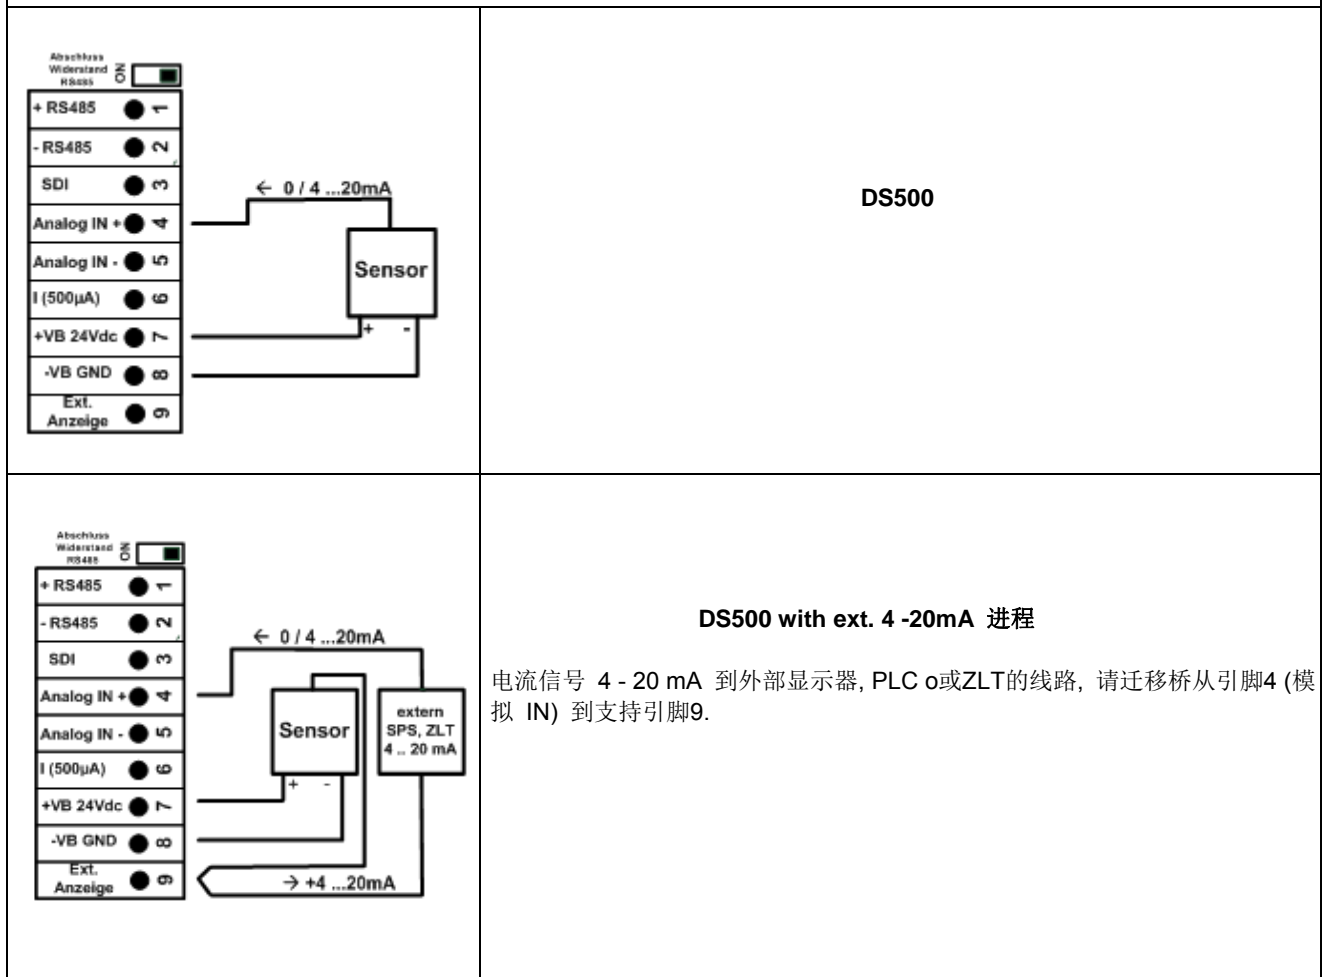 Abschluss
Widerstand
RS485
ON
+ RS485 1
- RS485 2
SDI 3
Analog IN + 4
Analog IN - 5
I (500µA) 6
+VB 24Vdc 7
-VB GND 8
Ext.
Anzeige 9
← 0 / 4 ...20mA
Sensor
+ -
DS500
Abschluss
Widerstand
RS485
ON
+ RS485 1
- RS485 2
SDI 3
Analog IN + 4
Analog IN - 5
I (500µA) 6
+VB 24Vdc 7
-VB GND 8
Ext.
Anzeige 9
← 0 / 4 ...20mA
Sensor
+ -
extern
SPS, ZLT
4 .. 20 mA
→ +4 ...20mA
DS500 with ext. 4 -20mA 进程
电流信号 4 - 20 mA 到外部显示器, PLC o或ZLT的线路, 请迁移桥从引脚4 (模
拟 IN) 到支持引脚9.